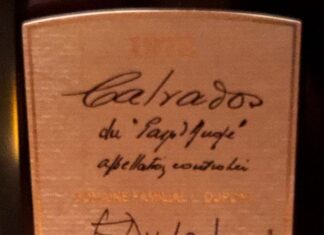 Calvados
du "Pays d'Auge"
appellation controlée
DOMAINE FAMILIAL L. DUPONT